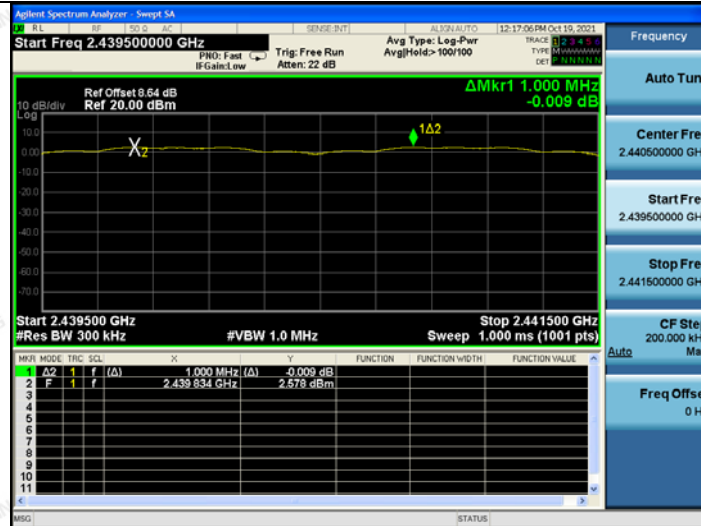 Agilent Spectrum Analyzer - Swept SA
RL RF 50 Ω AC SENSE:INT ALIGN AUTO 12:17:06 PM Oct 19, 2021
Start Freq 2.439500000 GHz
PNO: Fast
IFGain:Low
Trig: Free Run
Atten: 22 dB
Avg Type: Log-Pwr
Avg|Hold:> 100/100
TRACE 1 2 3 4 5 6
TYPE M
DET P N N N N N
ΔMkr1 1.000 MHz
-0.009 dB
Ref Offset 8.64 dB
10 dB/div Ref 20.00 dBm
Log
10.0
0.00
-10.0
-20.0
-30.0
-40.0
-50.0
-60.0
-70.0
X2
1Δ2
Start 2.439500 GHz Stop 2.441500 GHz
#Res BW 300 kHz #VBW 1.0 MHz Sweep 1.000 ms (1001 pts)
MKR MODE TRC SCL X Y FUNCTION FUNCTION WIDTH FUNCTION VALUE
1 Δ2 1 f (Δ) 1.000 MHz (Δ) -0.009 dB
2 F 1 f 2.439 834 GHz 2.578 dBm
3
4
5
6
7
8
9
10
11
MSG STATUS
Frequency
Auto Tun
Center Fre
2.440500000 GH
Start Fre
2.439500000 GH
Stop Fre
2.441500000 GH
CF Ste
200.000 kH
Auto Ma
Freq Offse
0 H